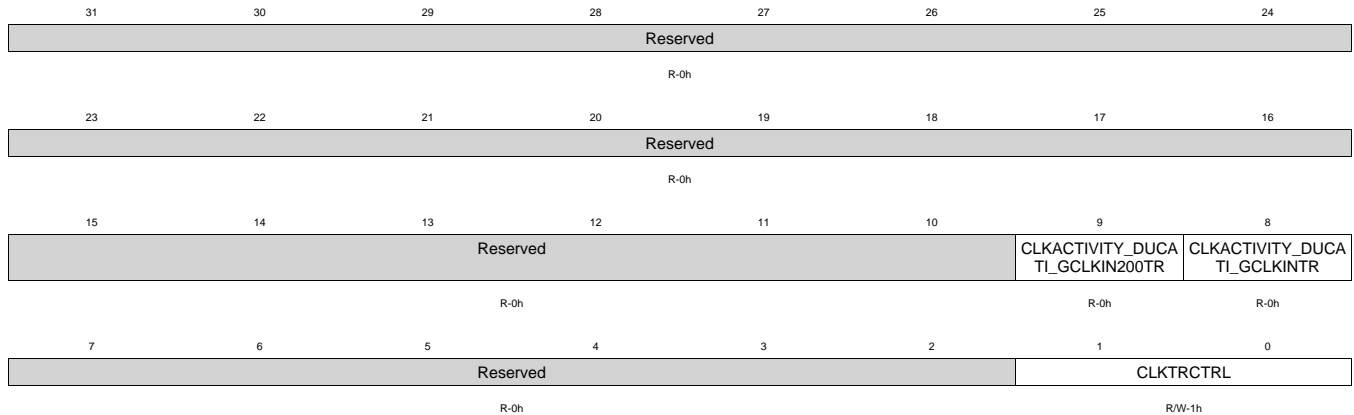 31 30 29 28 27 26 25 24
Reserved
R-0h
23 22 21 20 19 18 17 16
Reserved
R-0h
15 14 13 12 11 10 9 8
Reserved CLKACTIVITY_DUCA CLKACTIVITY_DUCA
TI_GCLKIN200TR TI_GCLKINTR
R-0h R-0h R-0h
7 6 5 4 3 2 1 0
Reserved CLKTRCTRL
R-0h R/W-1h